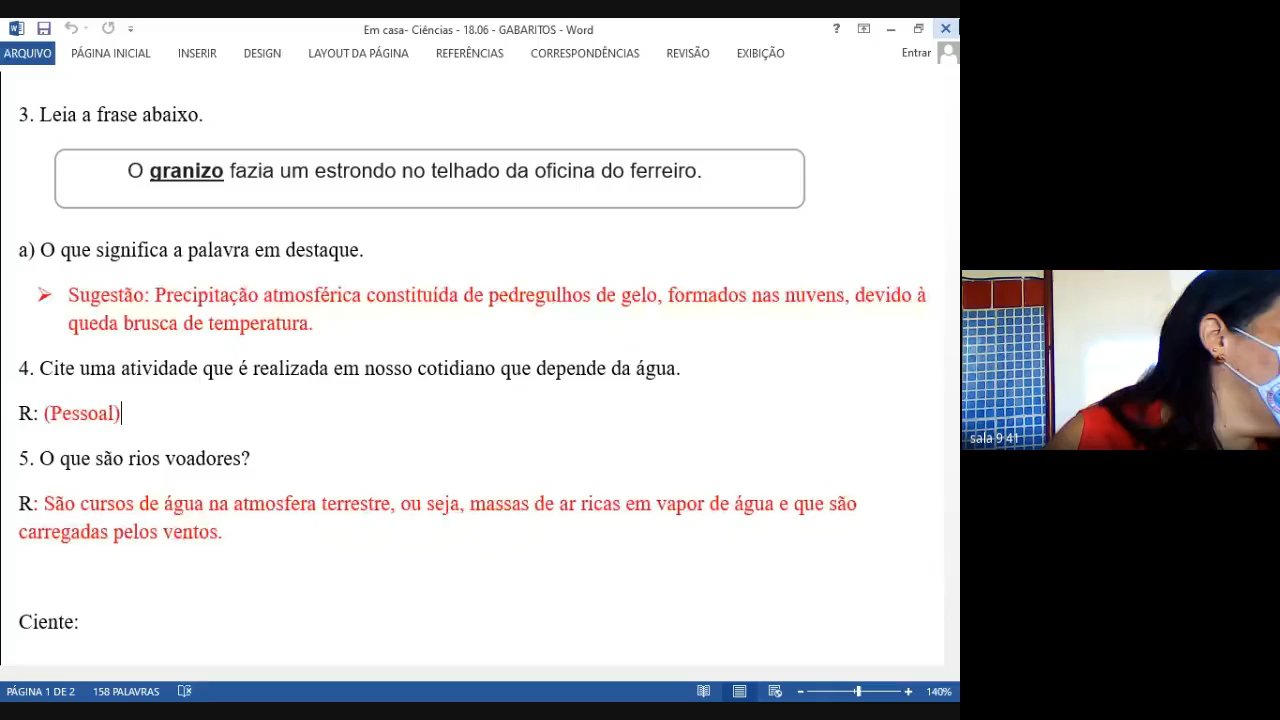 Em casa- Ciências - 18.06 - GABARITOS - Word
?
ARQUIVO PÁGINA INICIAL INSERIR DESIGN LAYOUT DA PÁGINA REFERÊNCIAS CORRESPONDÊNCIAS REVISÃO EXIBIÇÃO Entrar
3. Leia a frase abaixo.
O granizo fazia um estrondo no telhado da oficina do ferreiro.
a) O que significa a palavra em destaque.
➢ Sugestão: Precipitação atmosférica constituída de pedregulhos de gelo, formados nas nuvens, devido à
queda brusca de temperatura.
4. Cite uma atividade que é realizada em nosso cotidiano que depende da água.
R: (Pessoal)
5. O que são rios voadores?
R: São cursos de água na atmosfera terrestre, ou seja, massas de ar ricas em vapor de água e que são
carregadas pelos ventos.
Ciente:
sala 9 41
PÁGINA 1 DE 2 158 PALAVRAS 140%